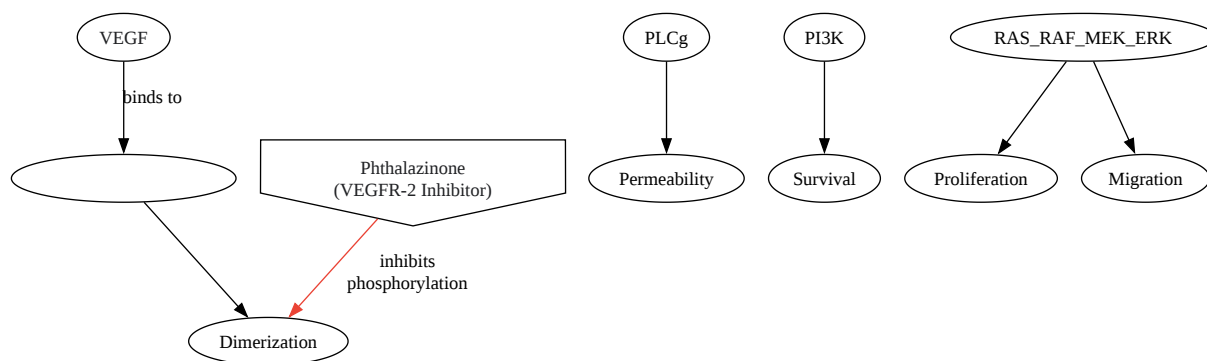 VEGF
PLCg
PI3K
RAS_RAF_MEK_ERK
binds to
Phthalazinone
(VEGFR-2 Inhibitor)
Permeability
Survival
Proliferation
Migration
inhibits
phosphorylation
Dimerization